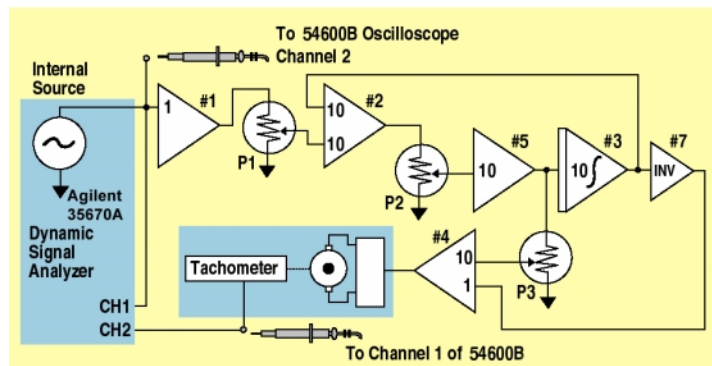 To 54600B Oscilloscope
Channel 2
Internal
Source
1
#1
P1
10
10
#2
P2
10
#5
10∫
#3
INV
#7
Agilent
35670A
Dynamic
Signal
Analyzer
CH1
CH2
Tachometer
#4
10
1
P3
To Channel 1 of 54600B